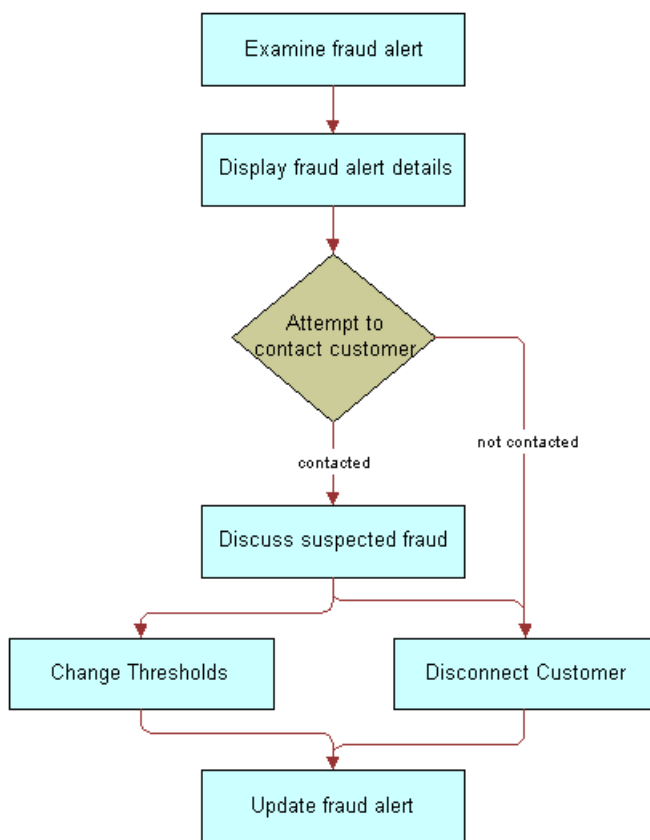 Examine fraud alert
Display fraud alert details
Attempt to
contact customer
not contacted
contacted
Discuss suspected fraud
Change Thresholds
Disconnect Customer
Update fraud alert